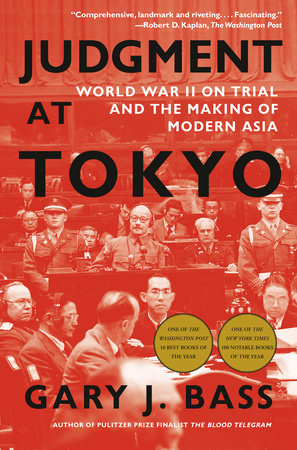 “Comprehensive, landmark and riveting. . . . Fascinating.”
—Robert D. Kaplan, The Washington Post
JUDGMENT
WORLD WAR II ON TRIAL
AT
AND THE MAKING OF
MODERN ASIA
TOKYO
ONE OF THE
WASHINGTON POST
10 BEST BOOKS OF
THE YEAR
ONE OF THE
NEW YORK TIMES
100 NOTABLE BOOKS
OF THE YEAR
GARY J. BASS
AUTHOR OF PULITZER PRIZE FINALIST THE BLOOD TELEGRAM